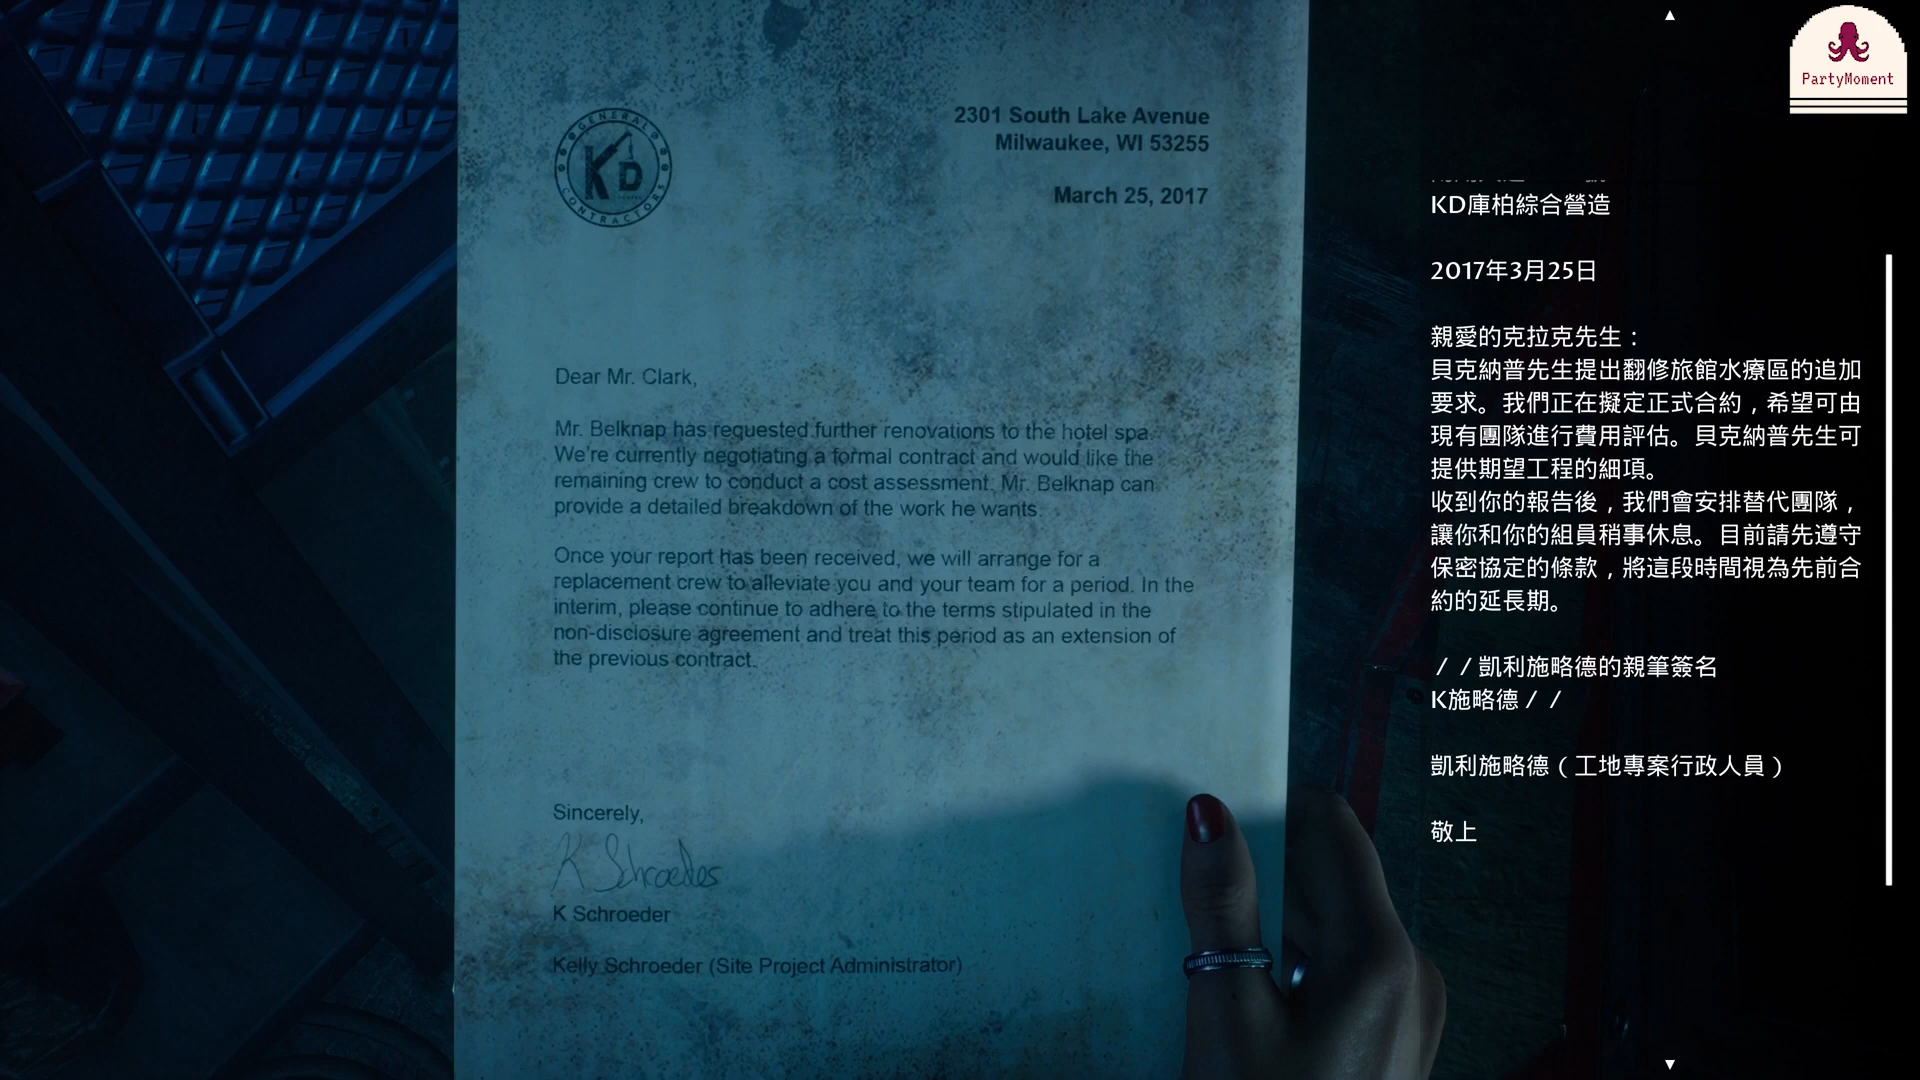 GENERAL
KD
CONTRACTORS
2301 South Lake Avenue
Milwaukee, WI 53255
March 25, 2017
Dear Mr. Clark,
Mr. Belknap has requested further renovations to the hotel spa.
We're currently negotiating a formal contract and would like the
remaining crew to conduct a cost assessment. Mr. Belknap can
provide a detailed breakdown of the work he wants.
Once your report has been received, we will arrange for a
replacement crew to alleviate you and your team for a period. In the
interim, please continue to adhere to the terms stipulated in the
non-disclosure agreement and treat this period as an extension of
the previous contract.
Sincerely,
K Schroeder
K Schroeder
Kelly Schroeder (Site Project Administrator)
PartyMoment
KD庫柏綜合營造
2017年3月25日
親愛的克拉克先生：
貝克納普先生提出翻修旅館水療區的追加
要求。我們正在擬定正式合約，希望可由
現有團隊進行費用評估。貝克納普先生可
提供期望工程的細項。
收到你的報告後，我們會安排替代團隊，
讓你和你的組員稍事休息。目前請先遵守
保密協定的條款，將這段時間視為先前合
約的延長期。
／／凱利施略德的親筆簽名
K施略德／／
凱利施略德（工地專案行政人員）
敬上